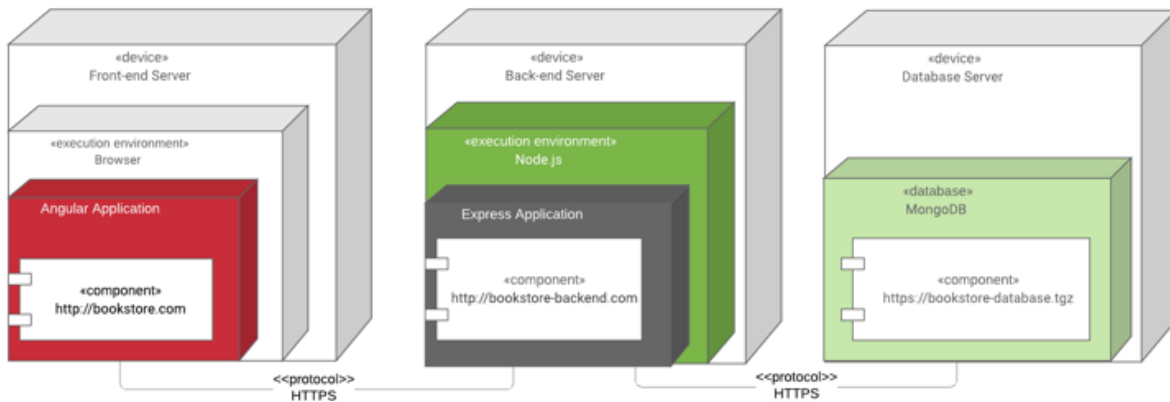 «device»
Front-end Server
«execution environment»
Browser
Angular Application
«component»
http://bookstore.com
«device»
Back-end Server
«execution environment»
Node.js
Express Application
«component»
http://bookstore-backend.com
«device»
Database Server
«database»
MongoDB
«component»
https://bookstore-database.tgz
<<protocol>>
HTTPS
<<protocol>>
HTTPS